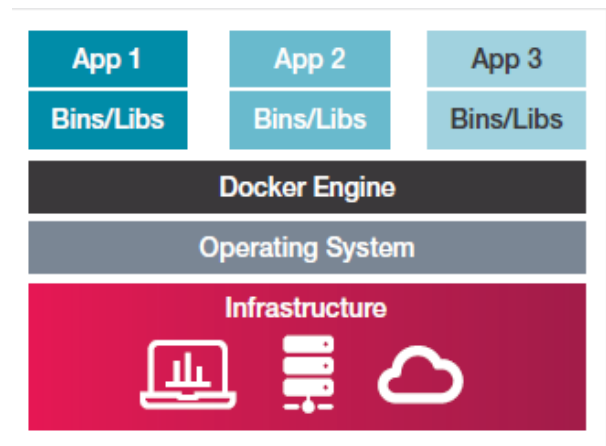 App 1
App 2
App 3
Bins/Libs
Bins/Libs
Bins/Libs
Docker Engine
Operating System
Infrastructure